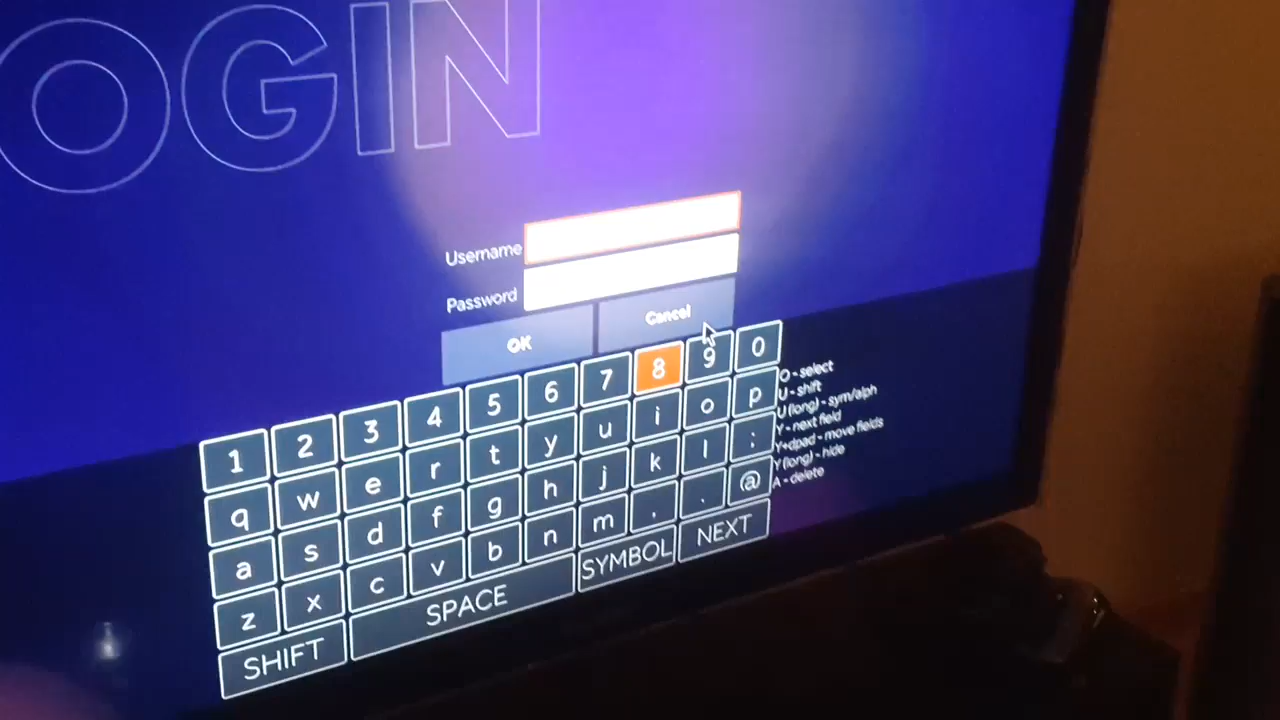 OGIN
Username
Password
OK Cancel
1 2 3 4 5 6 7 8 9 0
q w e r t y u i o p
a s d f g h j k l :
z x c v b n m , . @
SHIFT SPACE SYMBOL NEXT
O - select
U - shift
U (long) - sym/alph
Y - next field
Y+dpad - move fields
Y (long) - hide
A - delete